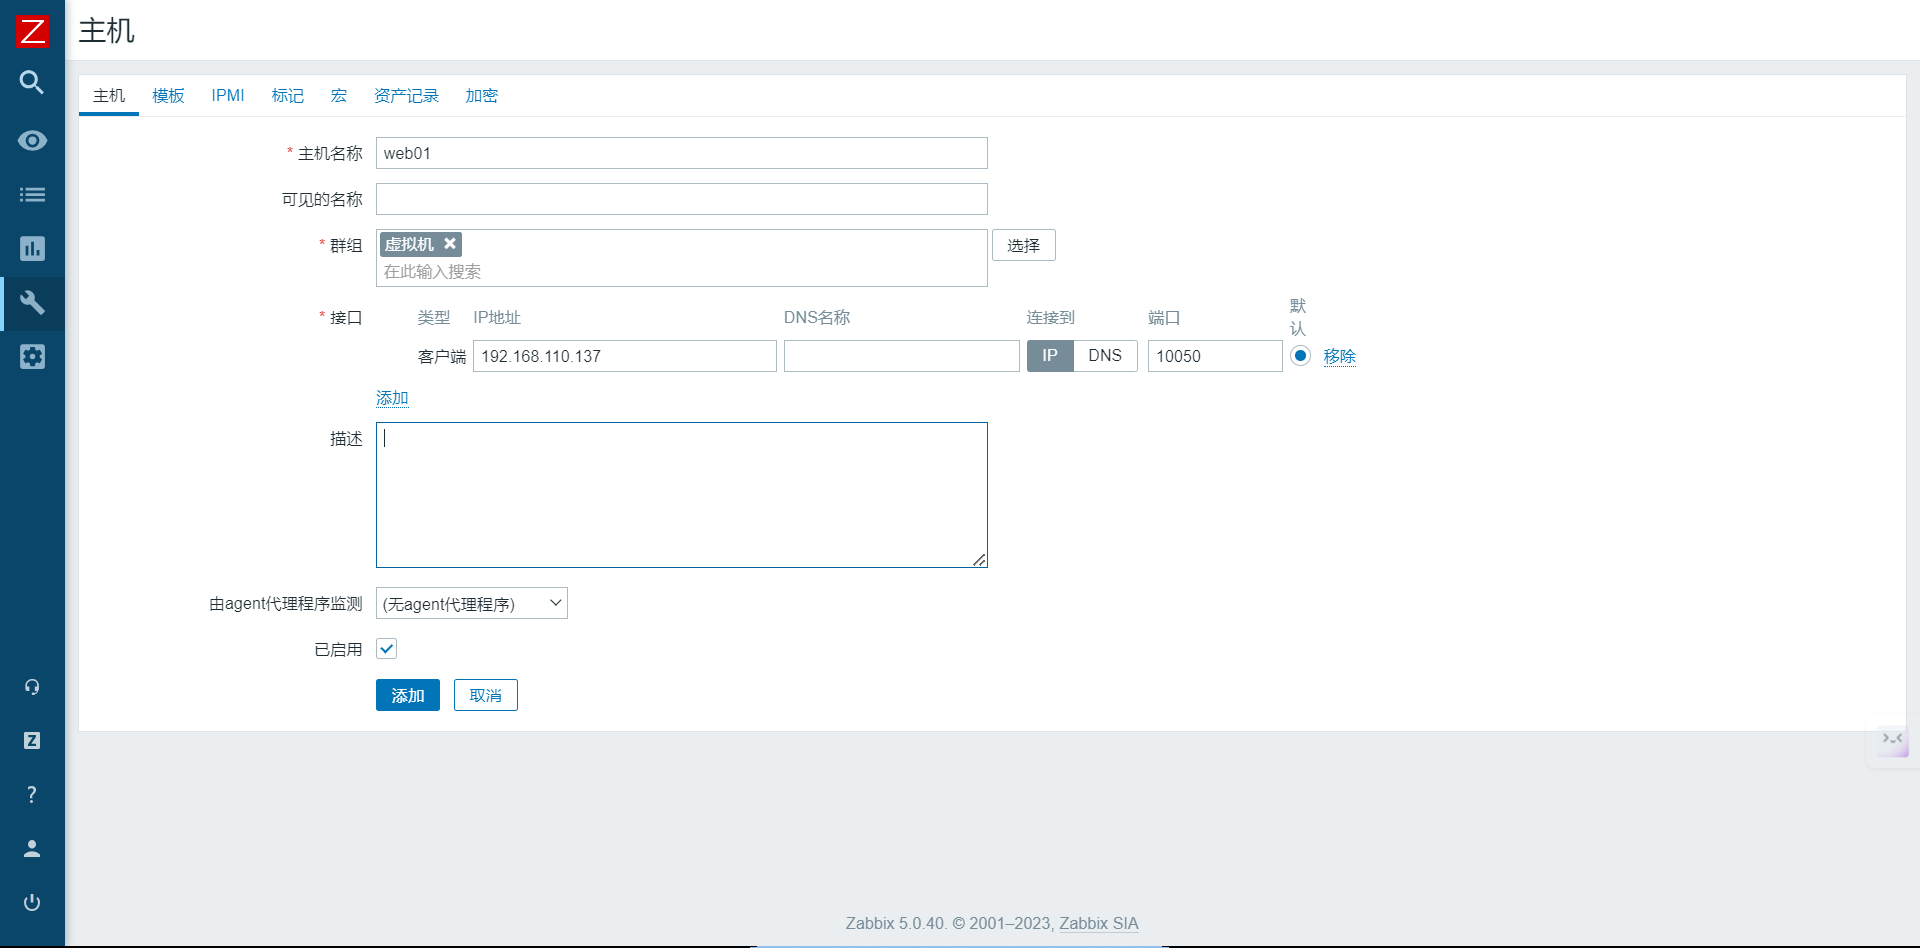 Z
主机
主机 模板 IPMI 标记 宏 资产记录 加密
* 主机名称 web01
可见的名称
* 群组 虚拟机 选择
在此输入搜索
* 接口 类型 IP地址 DNS名称 连接到 端口 默认
客户端 192.168.110.137 IP DNS 10050 移除
添加
描述
由agent代理程序监测 (无agent代理程序)
已启用
添加 取消
Z
?
Zabbix 5.0.40. © 2001–2023, Zabbix SIA